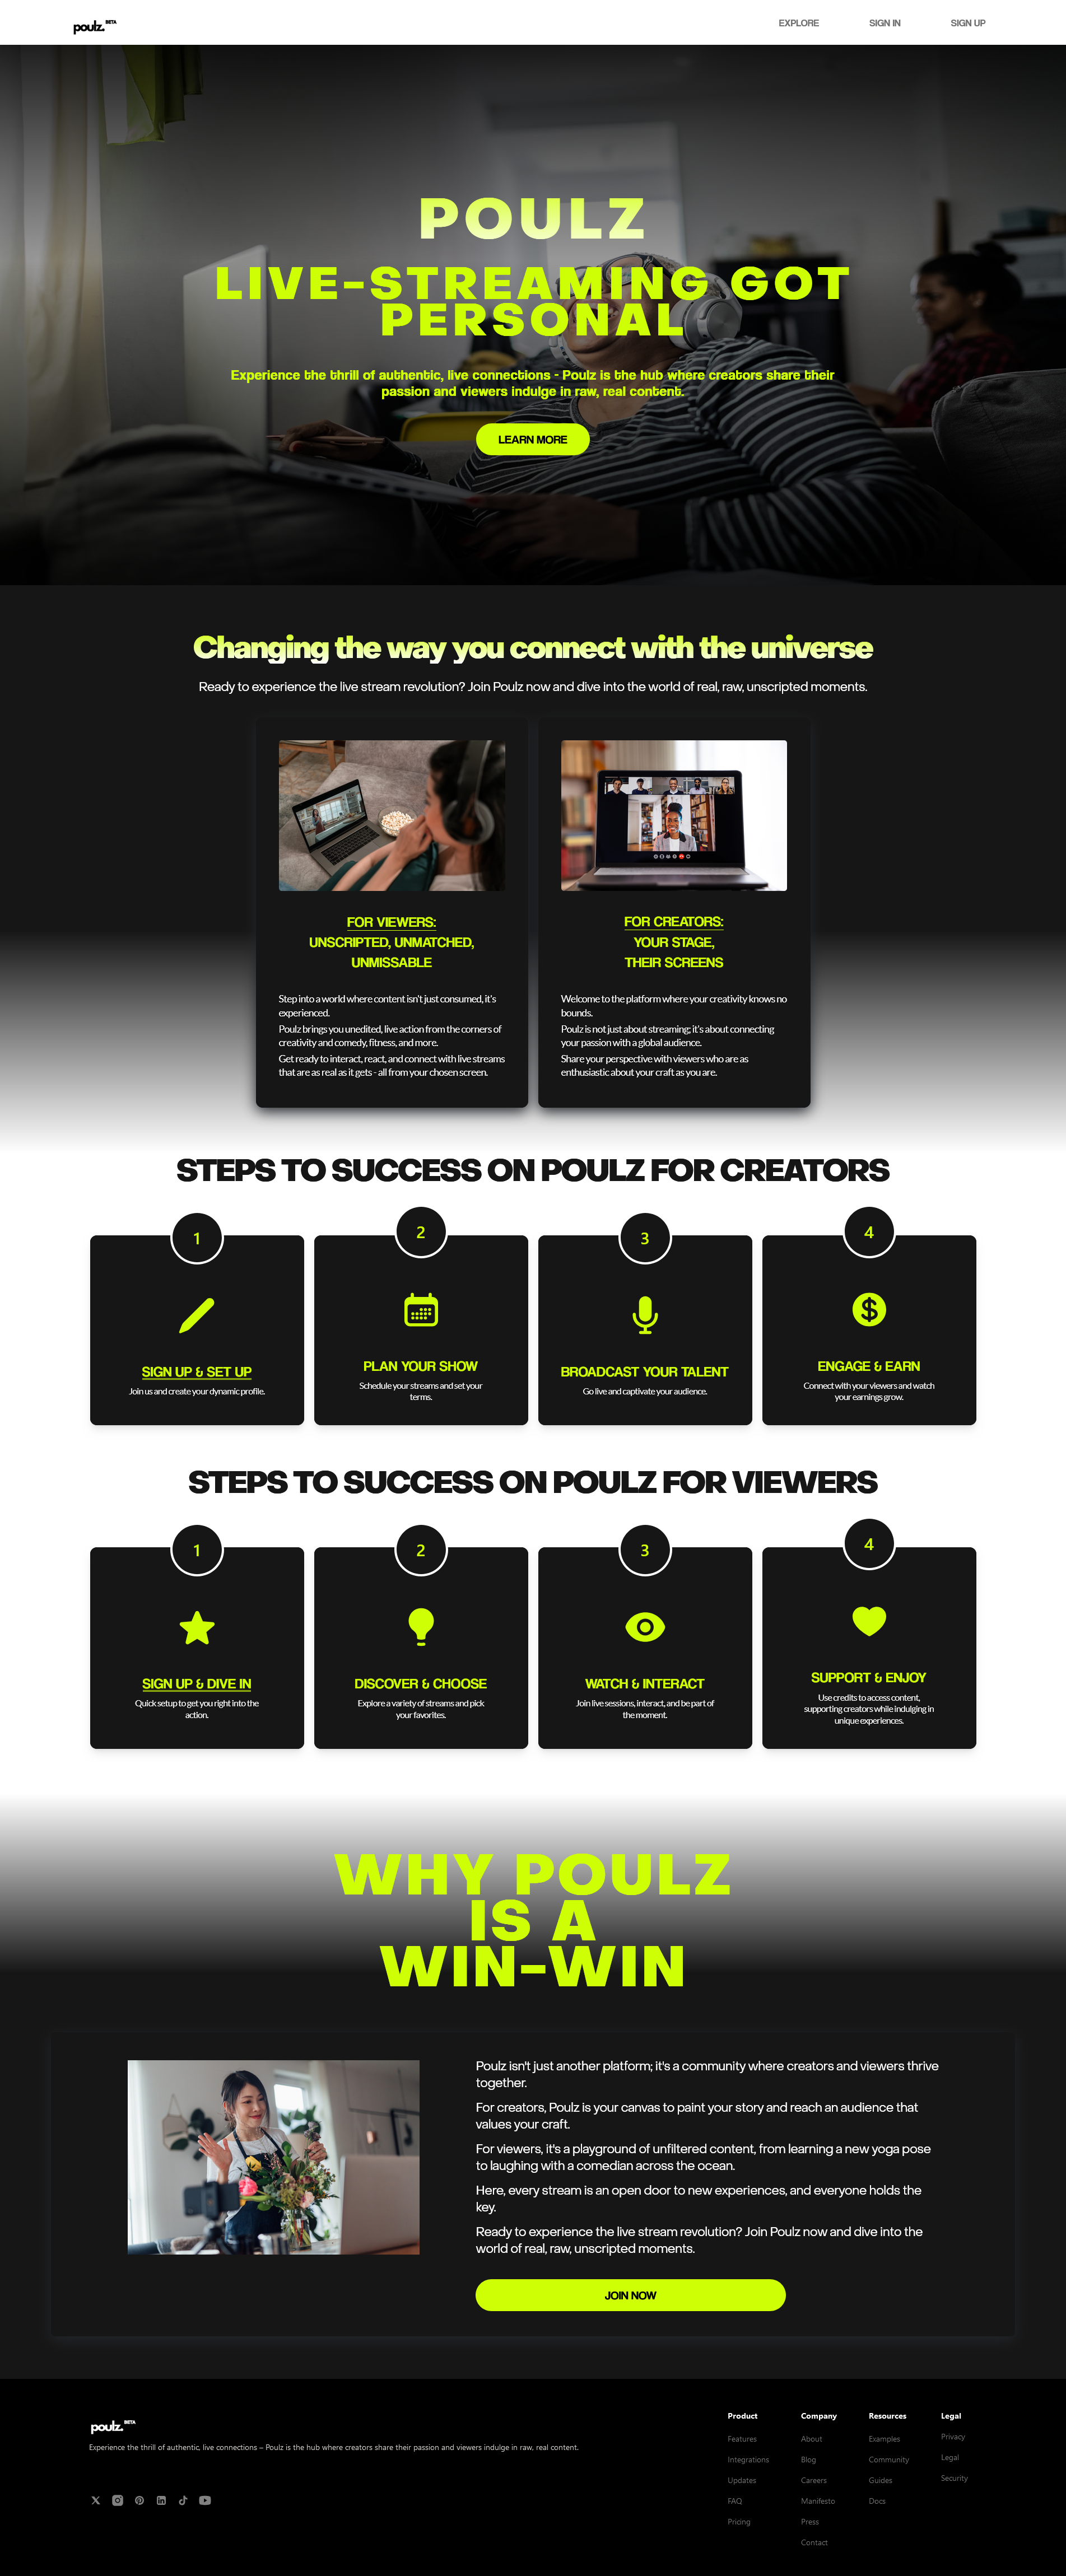 poulz. BETA
EXPLORE
SIGN IN
SIGN UP
POULZ
LIVE-STREAMING GOT
PERSONAL
Experience the thrill of authentic, live connections - Poulz is the hub where creators share their
passion and viewers indulge in raw, real content.
LEARN MORE
Changing the way you connect with the universe
Ready to experience the live stream revolution? Join Poulz now and dive into the world of real, raw, unscripted moments.
FOR VIEWERS:
UNSCRIPTED, UNMATCHED,
UNMISSABLE
Step into a world where content isn't just consumed, it's
experienced.
Poulz brings you unedited, live action from the corners of
creativity and comedy, fitness, and more.
Get ready to interact, react, and connect with live streams
that are as real as it gets - all from your chosen screen.
FOR CREATORS:
YOUR STAGE,
THEIR SCREENS
Welcome to the platform where your creativity knows no
bounds.
Poulz is not just about streaming; it's about connecting
your passion with a global audience.
Share your perspective with viewers who are as
enthusiastic about your craft as you are.
STEPS TO SUCCESS ON POULZ FOR CREATORS
1
SIGN UP & SET UP
Join us and create your dynamic profile.
2
PLAN YOUR SHOW
Schedule your streams and set your
terms.
3
BROADCAST YOUR TALENT
Go live and captivate your audience.
4
ENGAGE & EARN
Connect with your viewers and watch
your earnings grow.
STEPS TO SUCCESS ON POULZ FOR VIEWERS
1
SIGN UP & DIVE IN
Quick setup to get you right into the
action.
2
DISCOVER & CHOOSE
Explore a variety of streams and pick
your favorites.
3
WATCH & INTERACT
Join live sessions, interact, and be part of
the moment.
4
SUPPORT & ENJOY
Use credits to access content,
supporting creators while indulging in
unique experiences.
WHY POULZ
IS A
WIN-WIN
Poulz isn't just another platform; it's a community where creators and viewers thrive
together.
For creators, Poulz is your canvas to paint your story and reach an audience that
values your craft.
For viewers, it's a playground of unfiltered content, from learning a new yoga pose
to laughing with a comedian across the ocean.
Here, every stream is an open door to new experiences, and everyone holds the
key.
Ready to experience the live stream revolution? Join Poulz now and dive into the
world of real, raw, unscripted moments.
JOIN NOW
poulz. BETA
Experience the thrill of authentic, live connections – Poulz is the hub where creators share their passion and viewers indulge in raw, real content.
Product
Features
Integrations
Updates
FAQ
Pricing
Company
About
Blog
Careers
Manifesto
Press
Contact
Resources
Examples
Community
Guides
Docs
Legal
Privacy
Legal
Security